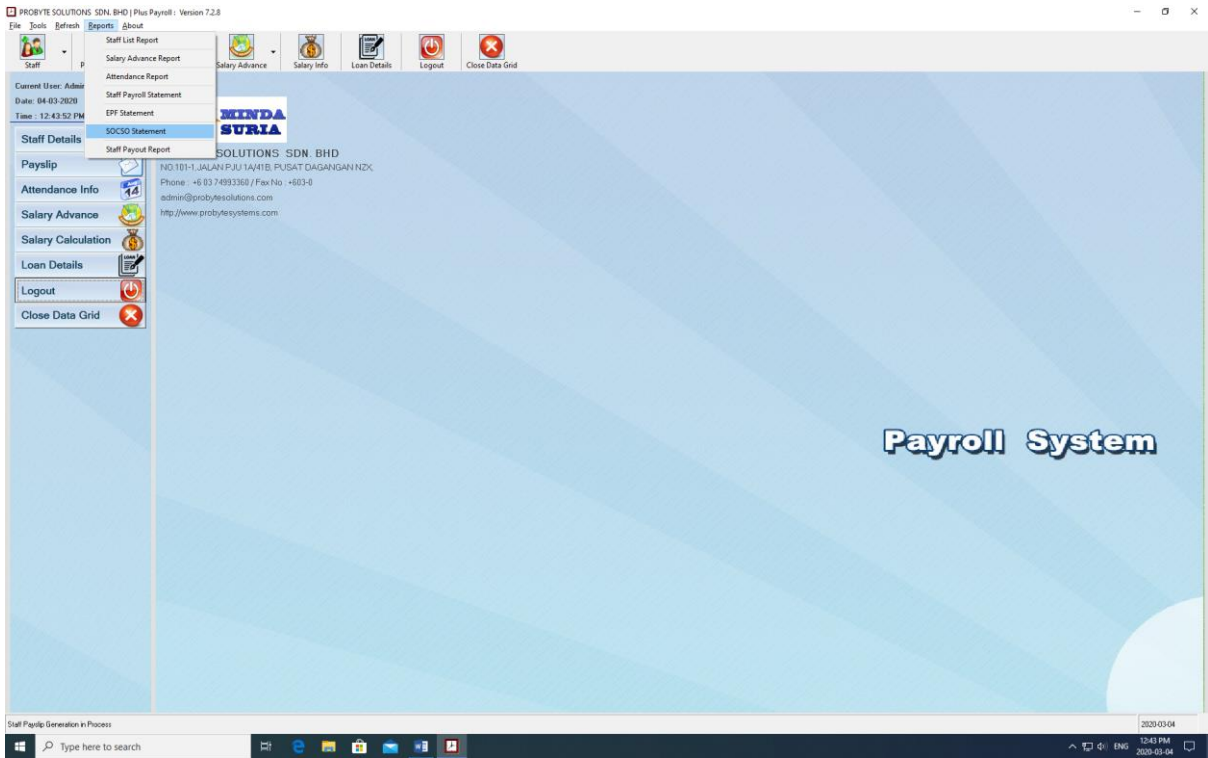 PROBYTE SOLUTIONS SDN. BHD | Plus Payroll : Version 7.2.8
File Tools Refresh Reports About
Staff List Report
Salary Advance Report
Attendance Report
Staff Payroll Statement
EPF Statement
SOCSO Statement
Staff Payout Report
Staff P Salary Advance Salary Info Loan Details Logout Close Data Grid
Current User: Admin
Date: 04-03-2020
Time : 12:43:52 PM
Staff Details
Payslip
Attendance Info
Salary Advance
Salary Calculation
Loan Details
Logout
Close Data Grid
MINDA
SURIA
SOLUTIONS SDN. BHD
NO.101-1, JALAN PJU 1A/41B, PUSAT DAGANGAN NZX,
Phone : +6 03 74993360 / Fax No : +603-0
admin@probytesolutions.com
http://www.probytesystems.com
Payroll System
Staff Payslip Generation in Process
2020-03-04
Type here to search
ENG
12:43 PM
2020-03-04